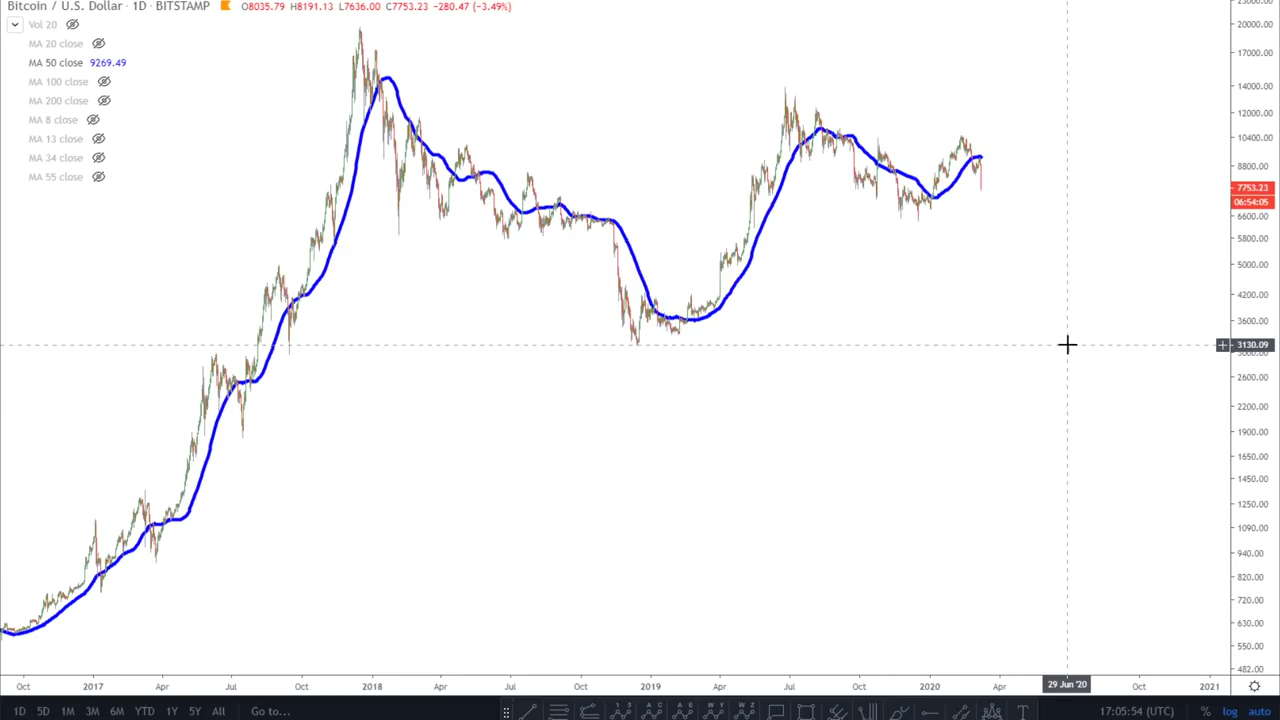 Bitcoin / U.S. Dollar · 1D · BITSTAMP O8035.79 H8191.13 L7636.00 C7753.23 −280.47 (−3.49%)
Vol 20
MA 20 close
MA 50 close 9269.49
MA 100 close
MA 200 close
MA 8 close
MA 13 close
MA 34 close
MA 55 close
23000.00
20000.00
17000.00
14000.00
12000.00
10400.00
8800.00
7753.23
06:54:05
6600.00
5800.00
5000.00
4200.00
3600.00
3130.09
3000.00
2600.00
2200.00
1900.00
1650.00
1450.00
1250.00
1090.00
940.00
820.00
720.00
630.00
550.00
482.00
Oct 2017 Apr Jul Oct 2018 Apr Jul Oct 2019 Apr Jul Oct 2020 Apr 29 Jun '20 Oct 2021
1D 5D 1M 3M 6M YTD 1Y 5Y All Go to... 17:05:54 (UTC) % log auto